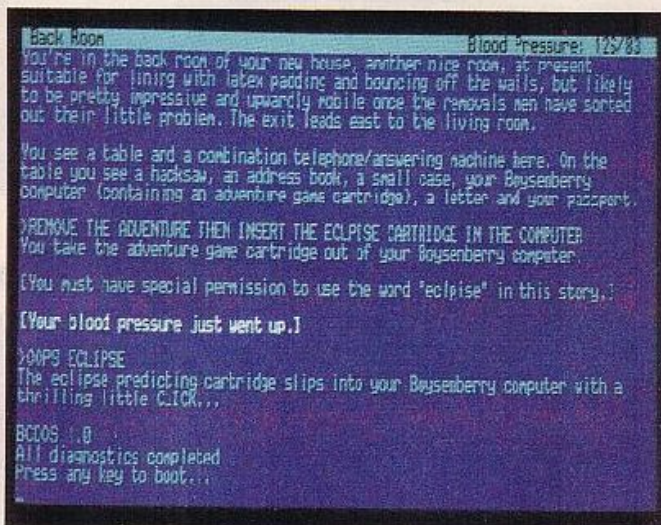 Back Room Blood Pressure: 125/83
You're in the back room of your new house, another nice room, at present
suitable for lining with latex padding and bouncing off the walls, but likely
to be pretty impressive and upwardly mobile once the removals men have sorted
out their little problem. The exit leads east to the living room.
You see a table and a combination telephone/answering machine here. On the
table you see a hacksaw, an address book, a small case, your Boysenberry
computer (containing an adventure game cartridge), a letter and your passport.
>REMOVE THE ADVENTURE THEN INSERT THE ECLPISE CARTRIDGE IN THE COMPUTER
You take the adventure game cartridge out of your Boysenberry computer.
[You must have special permission to use the word "eclpise" in this story.]
[Your blood pressure just went up.]
>OOPS ECLIPSE
The eclipse predicting cartridge slips into your Boysenberry computer with a
thrilling little CLICK...
BCDOS 1.0
All diagnostics completed
Press any key to boot...